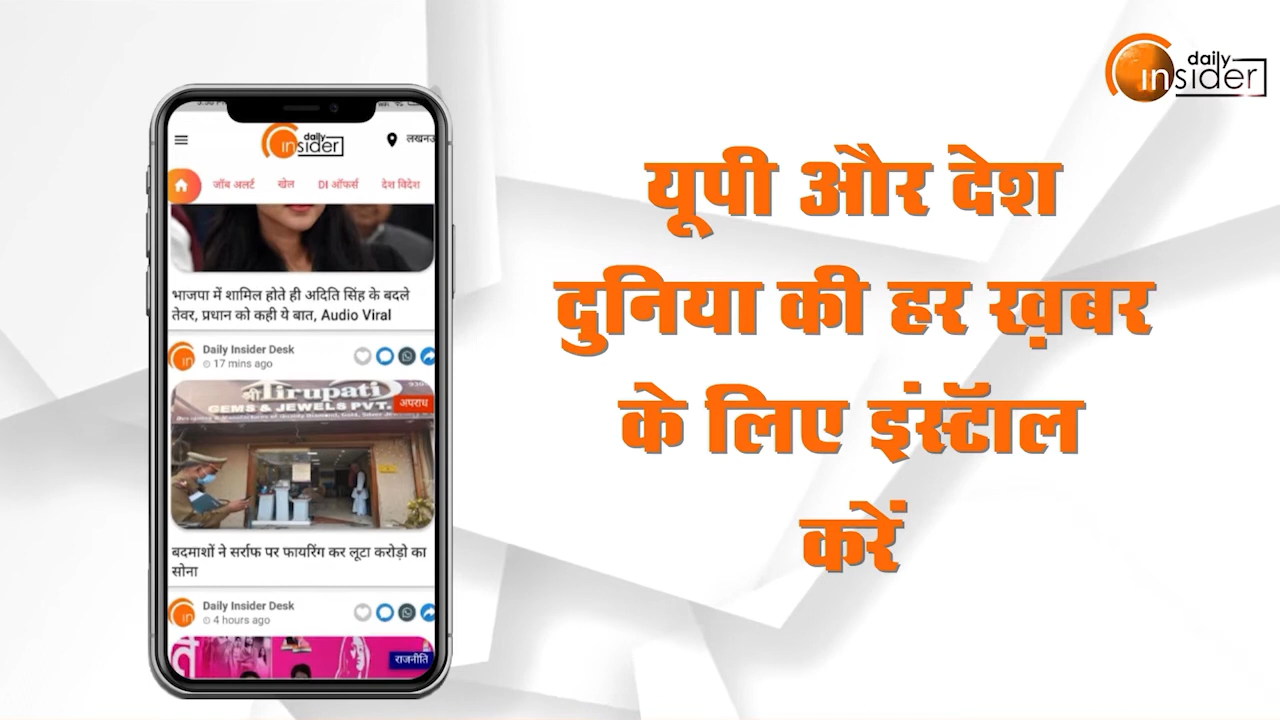 daily
insider
daily
insider
लखनऊ
जॉब अलर्ट
खेल
DI ऑफर्स
देश विदेश
भाजपा में शामिल होते ही अदिति सिंह के बदले
तेवर, प्रधान को कही ये बात, Audio Viral
Daily Insider Desk
17 mins ago
श्री Tirupati
GEMS & JEWELS PVT.
अपराध
बदमाशों ने सर्राफ पर फायरिंग कर लूटा करोड़ो का
सोना
Daily Insider Desk
4 hours ago
राजनीति
यूपी और देश
दुनिया की हर ख़बर
के लिए इंस्टॉल
करें